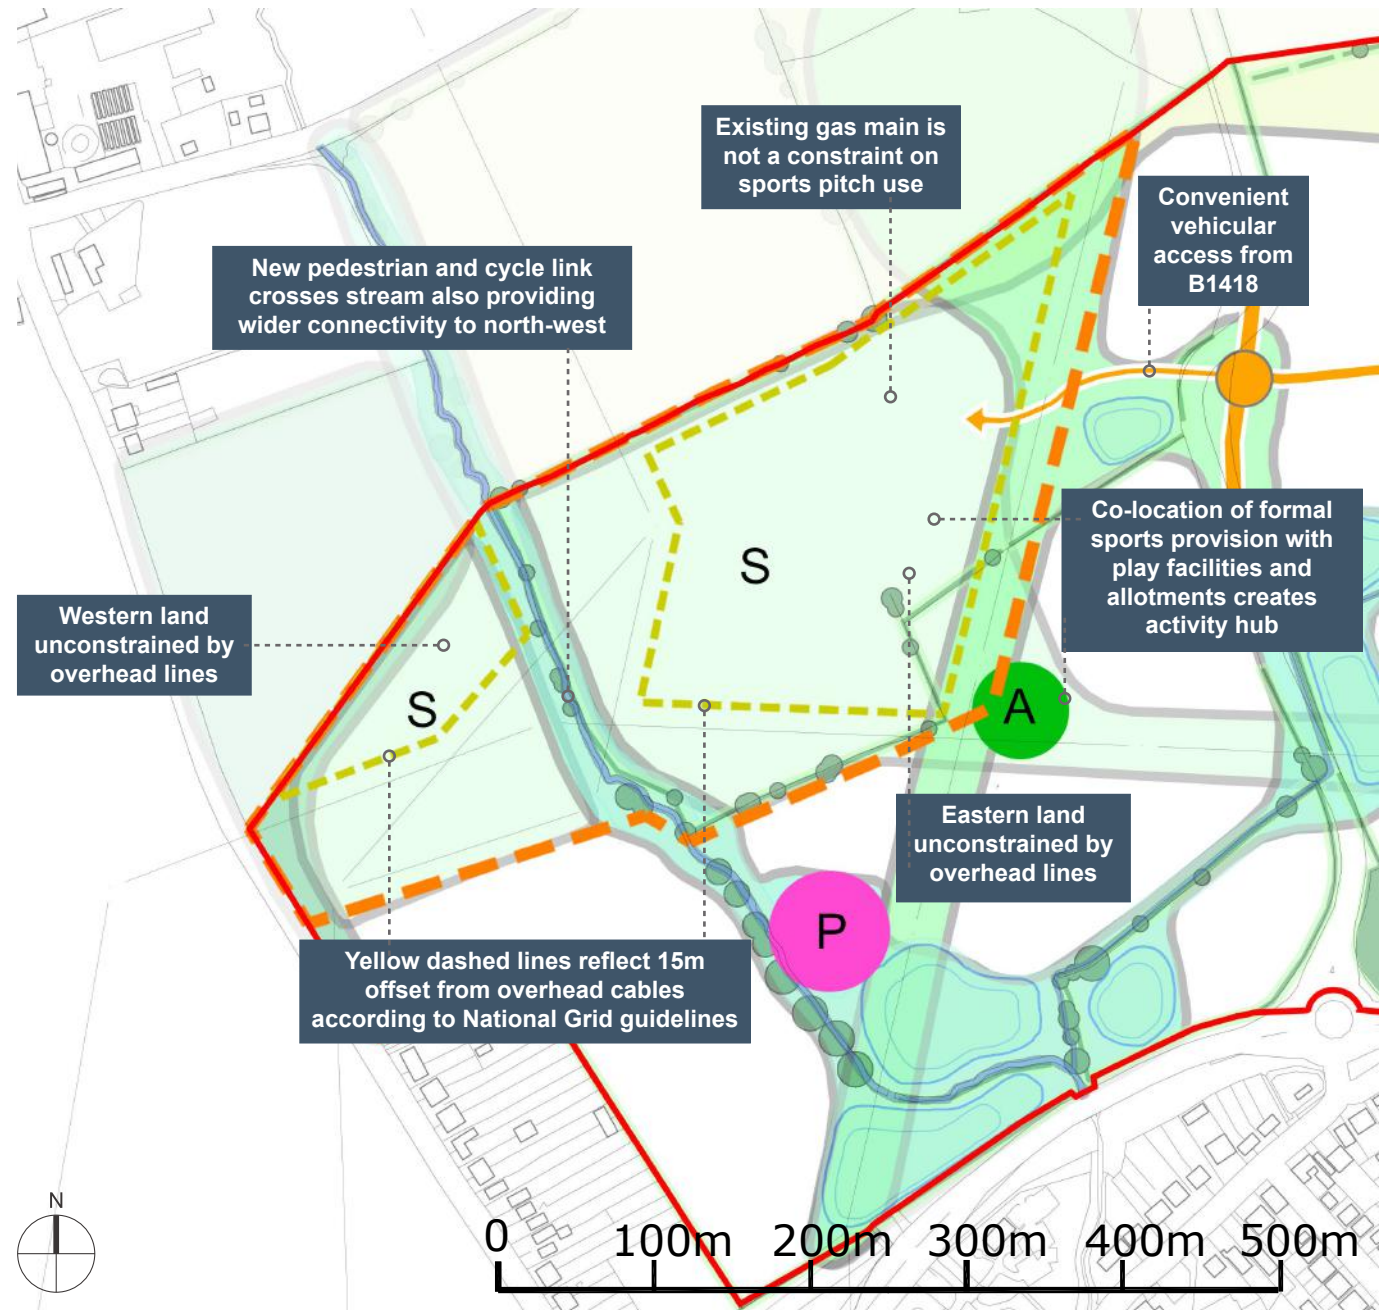 Existing gas main is
not a constraint on
sports pitch use
Convenient
vehicular
access from
B1418
New pedestrian and cycle link
crosses stream also providing
wider connectivity to north-west
Co-location of formal
sports provision with
play facilities and
allotments creates
activity hub
S
Western land
unconstrained by
overhead lines
S
A
Eastern land
unconstrained by
overhead lines
P
Yellow dashed lines reflect 15m
offset from overhead cables
according to National Grid guidelines
N
0 100m 200m 300m 400m 500m